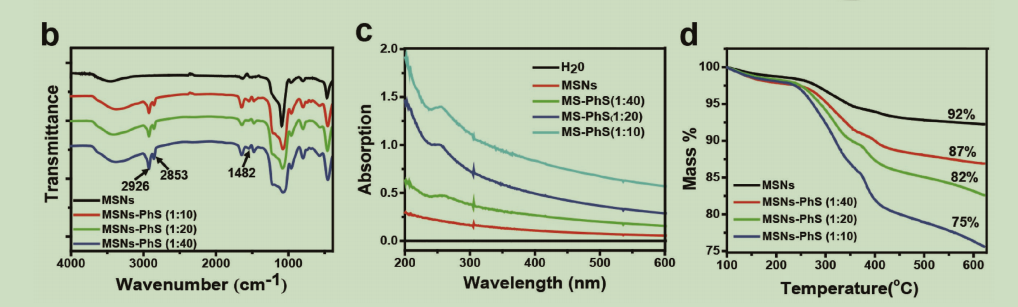 b
Transmittance
2926
2853
1482
MSNs
MSNs-PhS (1:10)
MSNs-PhS (1:20)
MSNs-PhS (1:40)
4000 3000 2000 1000
Wavenumber (cm-1)
c
Absorption
2.0
1.5
1.0
0.5
0.0
H20
MSNs
MS-PhS(1:40)
MS-PhS(1:20)
MS-PhS(1:10)
200 300 400 500 600
Wavelength (nm)
d
Mass %
100
95
90
85
80
75
92%
87%
82%
75%
MSNs
MSNs-PhS (1:40)
MSNs-PhS (1:20)
MSNs-PhS (1:10)
100 200 300 400 500 600
Temperature(oC)